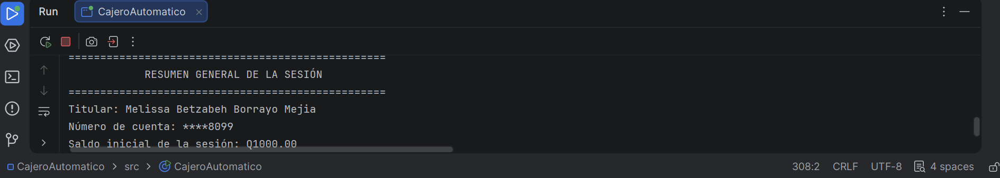 Run CajeroAutomatico
==================================================
RESUMEN GENERAL DE LA SESIÓN
==================================================
Titular: Melissa Betzabeh Borrayo Mejia
Número de cuenta: ****8099
Saldo inicial de la sesión: Q1000.00
CajeroAutomatico > src > CajeroAutomatico 308:2 CRLF UTF-8 4 spaces